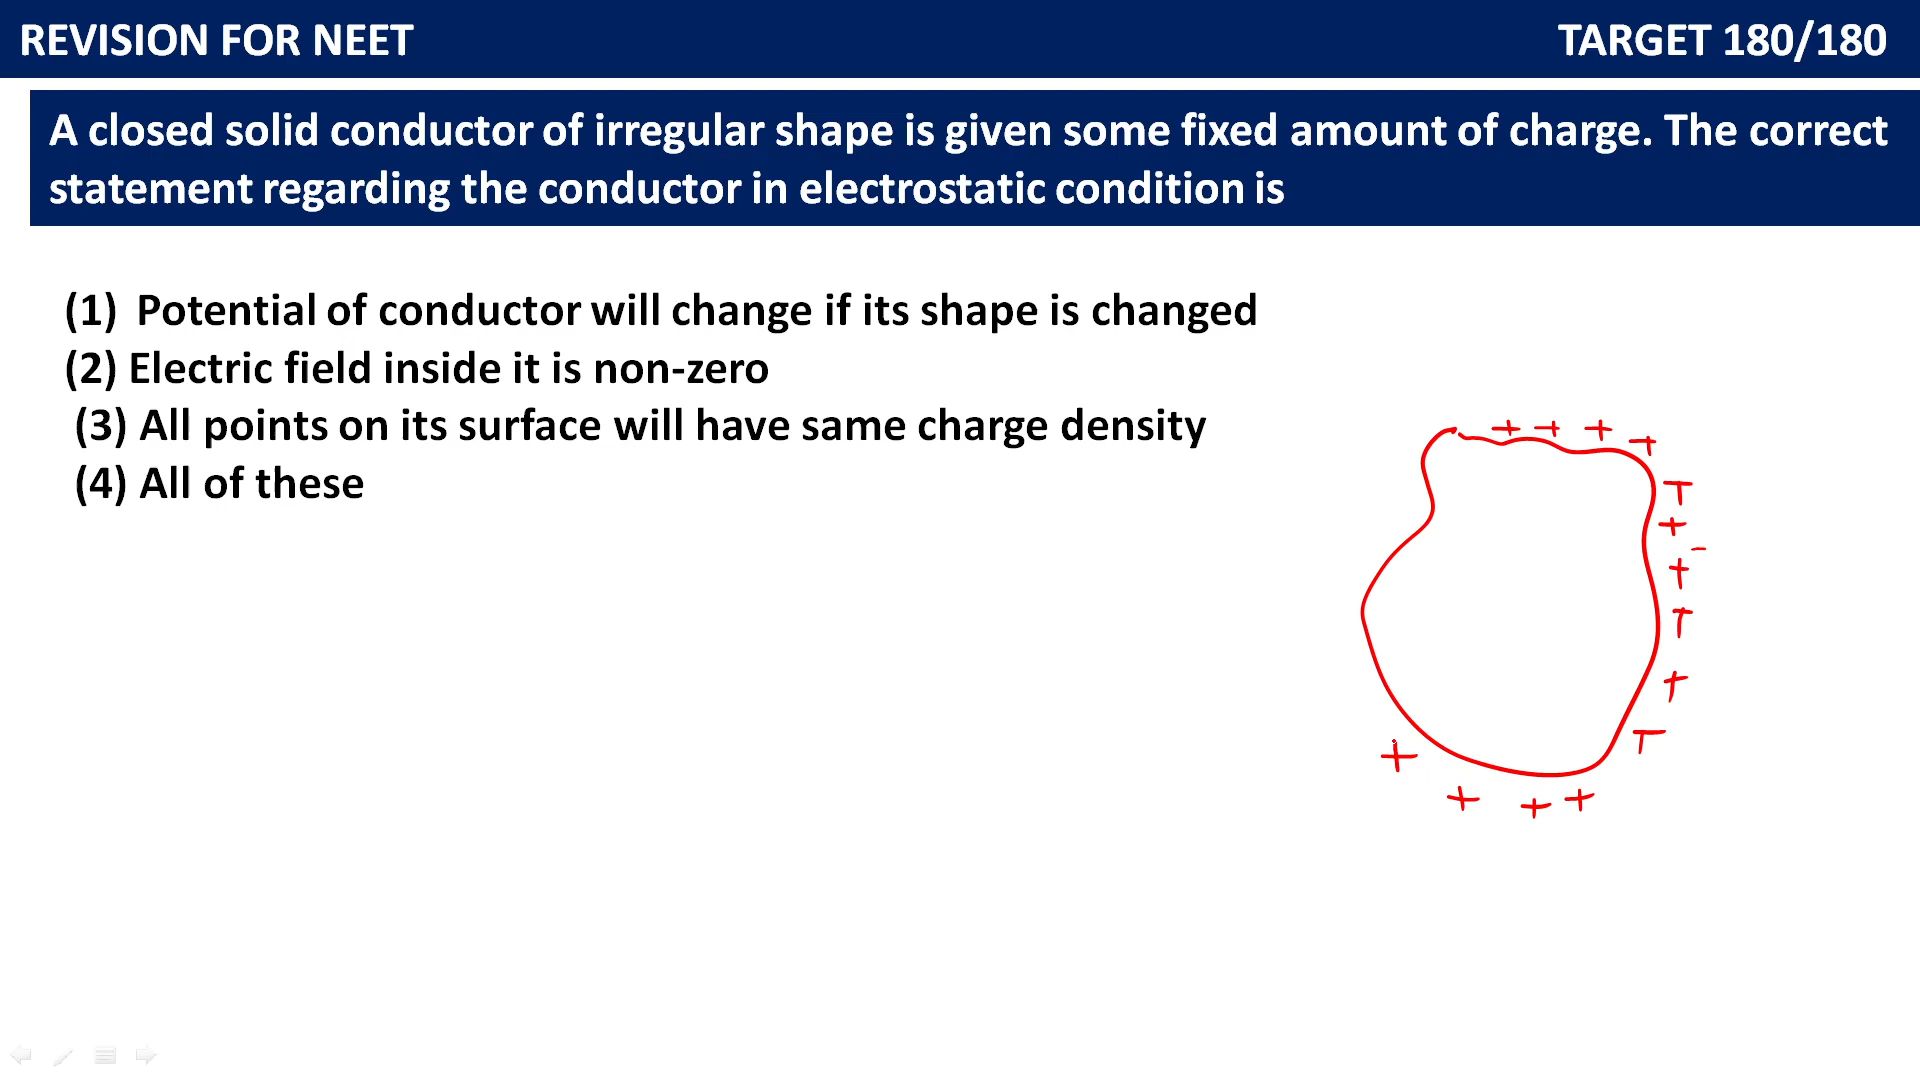 REVISION FOR NEET
TARGET 180/180
A closed solid conductor of irregular shape is given some fixed amount of charge. The correct
statement regarding the conductor in electrostatic condition is
(1) Potential of conductor will change if its shape is changed
(2) Electric field inside it is non-zero
(3) All points on its surface will have same charge density
(4) All of these
+ + + +
+
+
-
+
+
+
+
+
+ + +